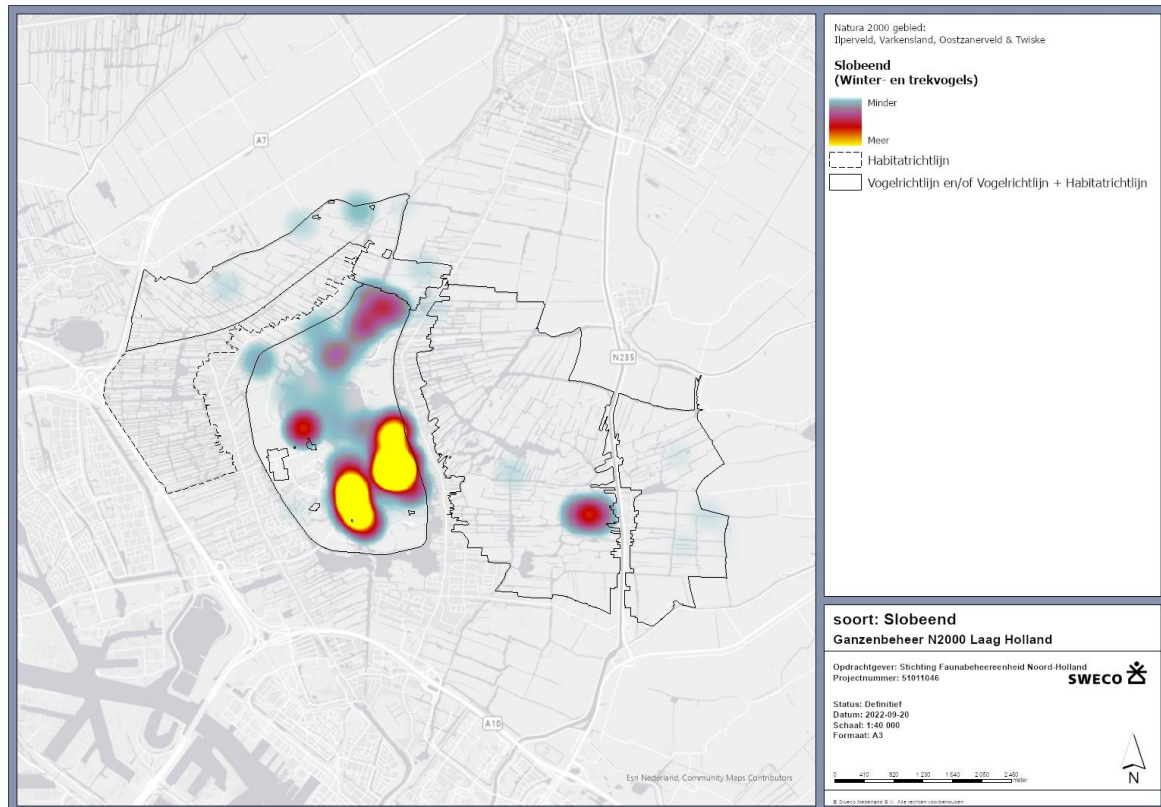 A7
N235
A10
Esri Nederland, Community Maps Contributors
Natura 2000 gebied:
Ilperveld, Varkensland, Oostzanerveld & Twiske
Slobeend
(Winter- en trekvogels)
Minder
Meer
Habitatrichtlijn
Vogelrichtlijn en/of Vogelrichtlijn + Habitatrichtlijn
soort: Slobeend
Ganzenbeheer N2000 Laag Holland
Opdrachtgever: Stichting Faunabeheereenheid Noord-Holland
Projectnummer: 51011046
SWECO
Status: Definitief
Datum: 2022-09-20
Schaal: 1:40 000
Formaat: A3
0 410 820 1 230 1 640 2 050 2 460
meter
N
© Sweco Nederland B.V. Alle rechten voorbehouden